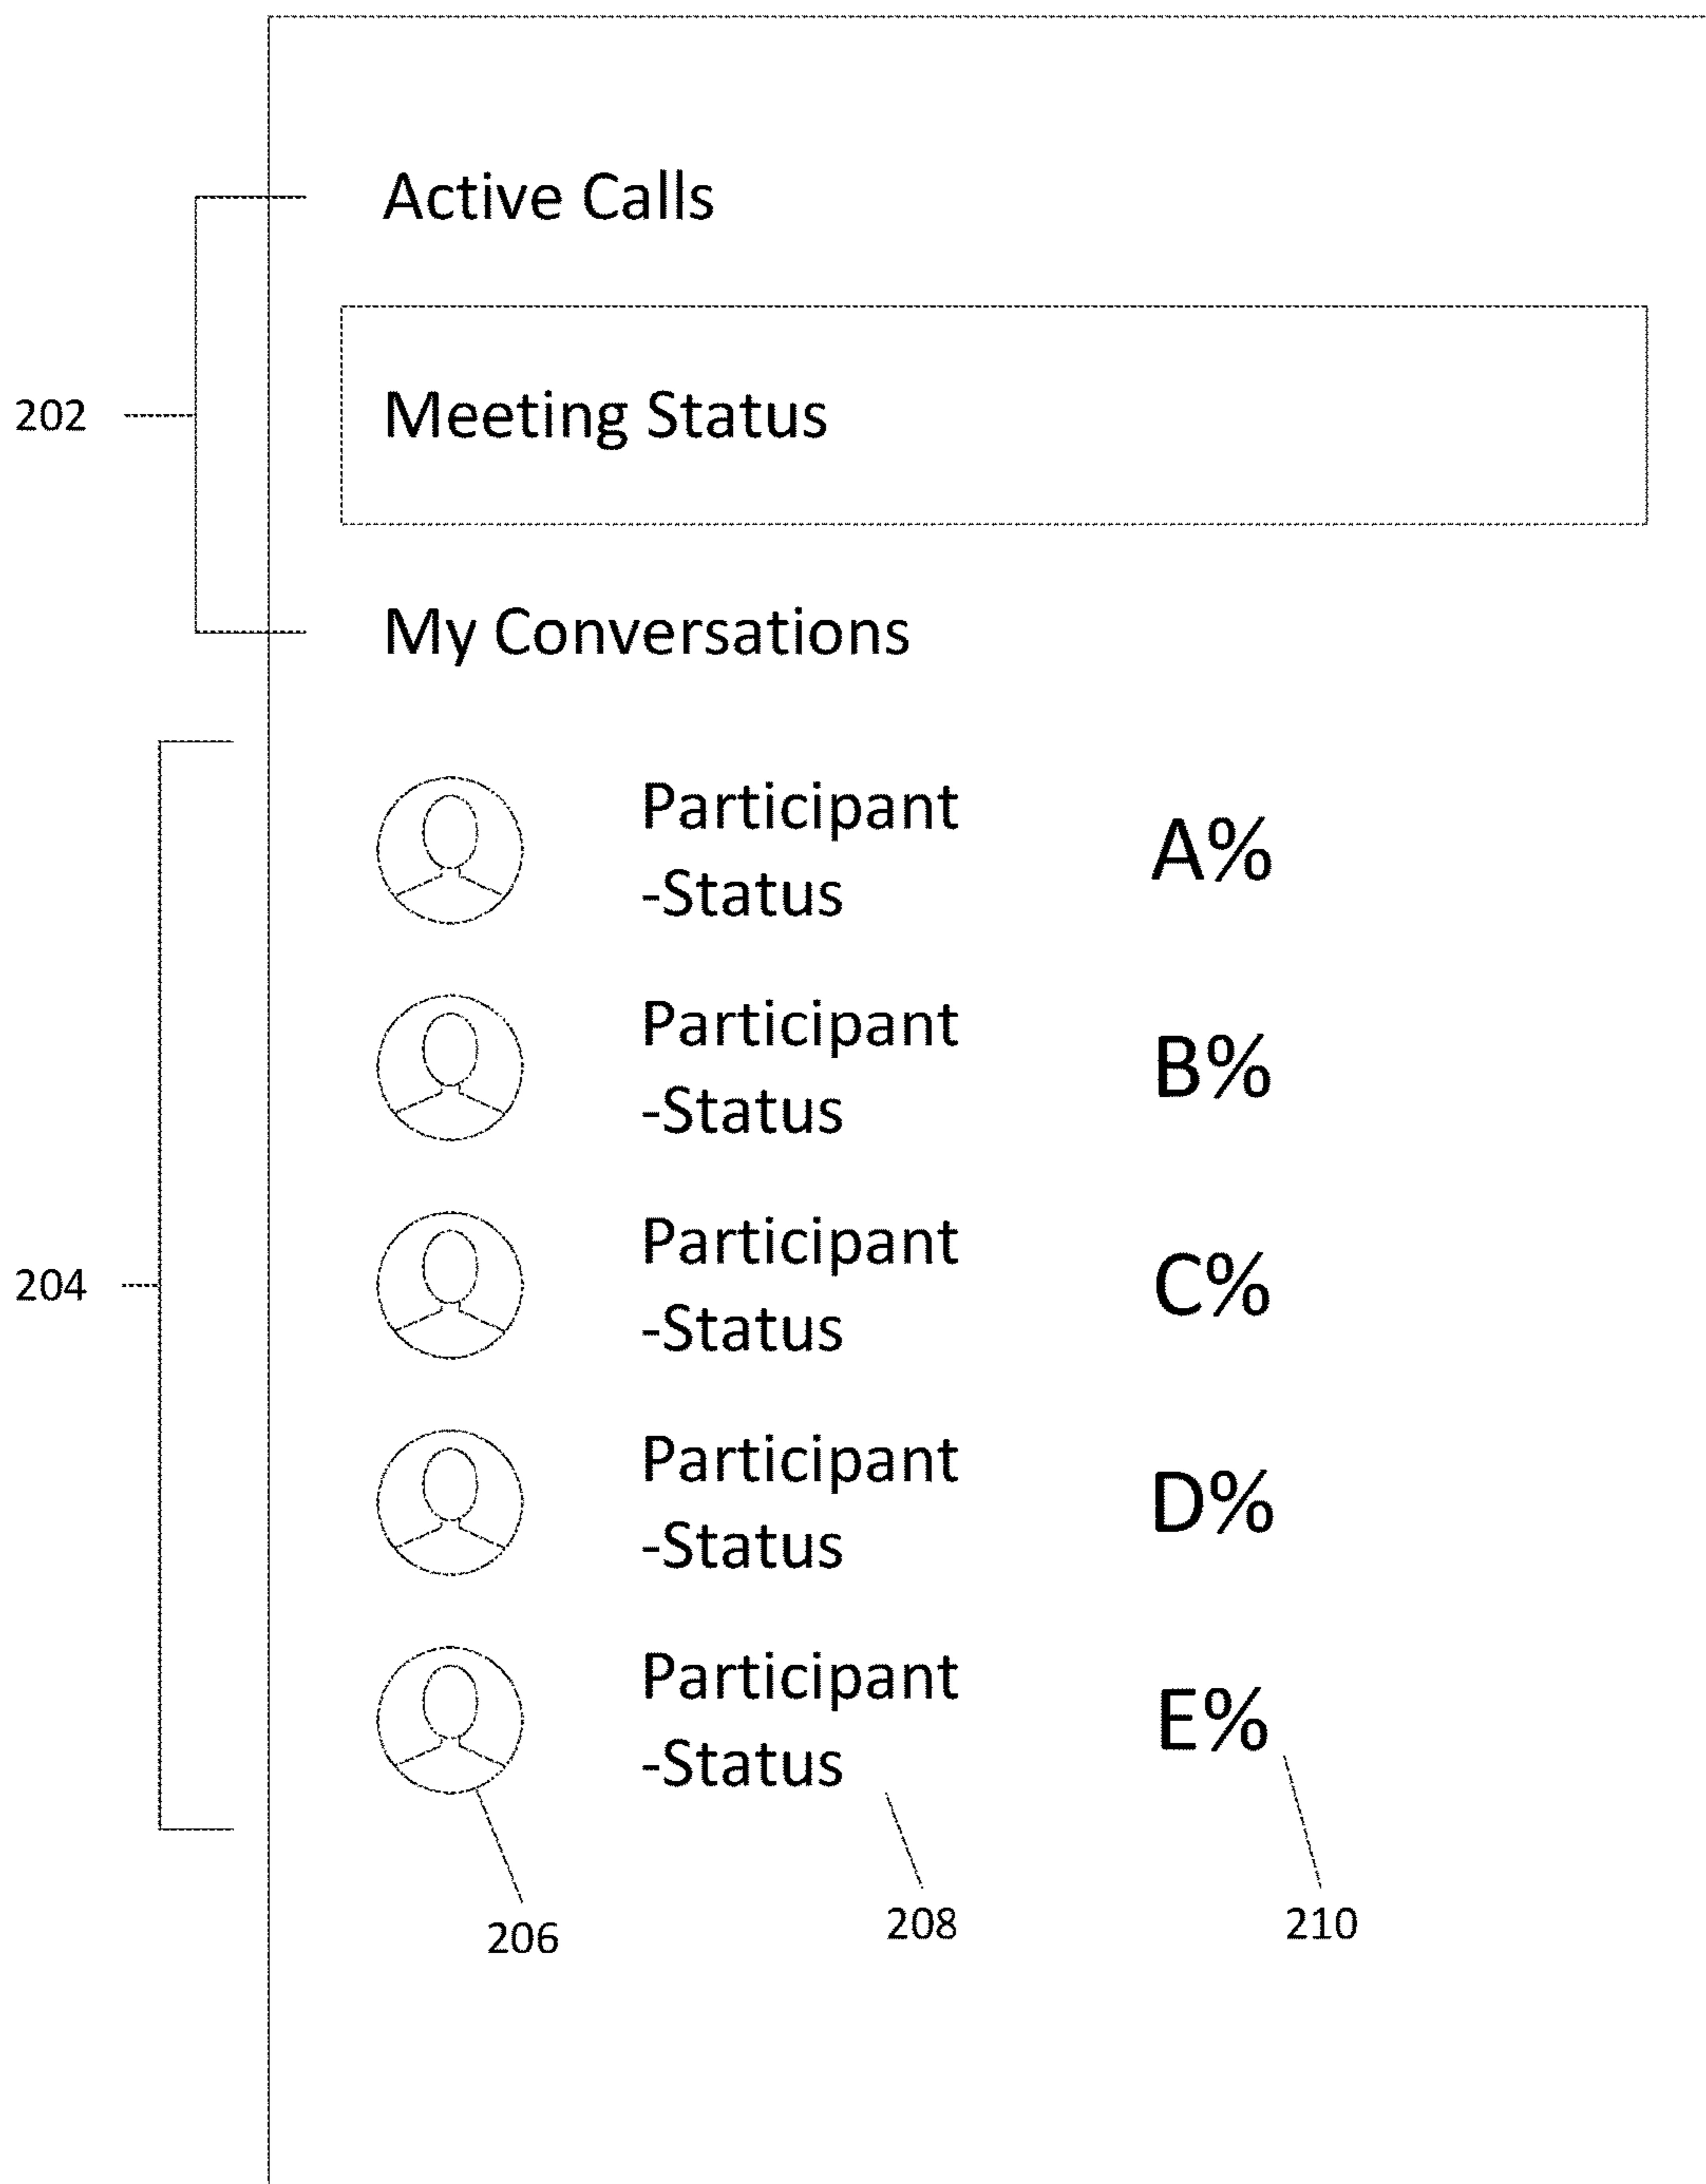 Active Calls
202
Meeting Status
My Conversations
Participant
-Status
A%
Participant
-Status
B%
204
Participant
-Status
C%
Participant
-Status
D%
Participant
-Status
E%
206
208
210